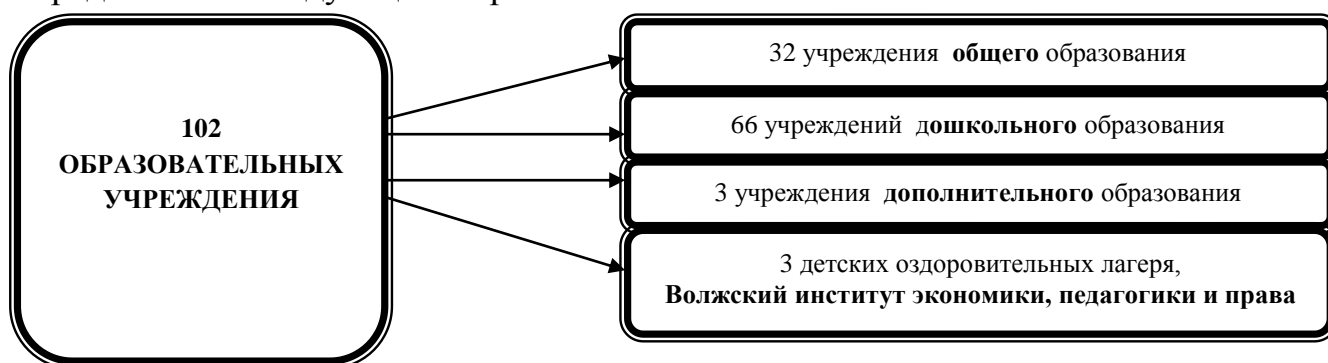 102
ОБРАЗОВАТЕЛЬНЫХ
УЧРЕЖДЕНИЯ
32 учреждения общего образования
66 учреждений дошкольного образования
3 учреждения дополнительного образования
3 детских оздоровительных лагеря,
Волжский институт экономики, педагогики и права